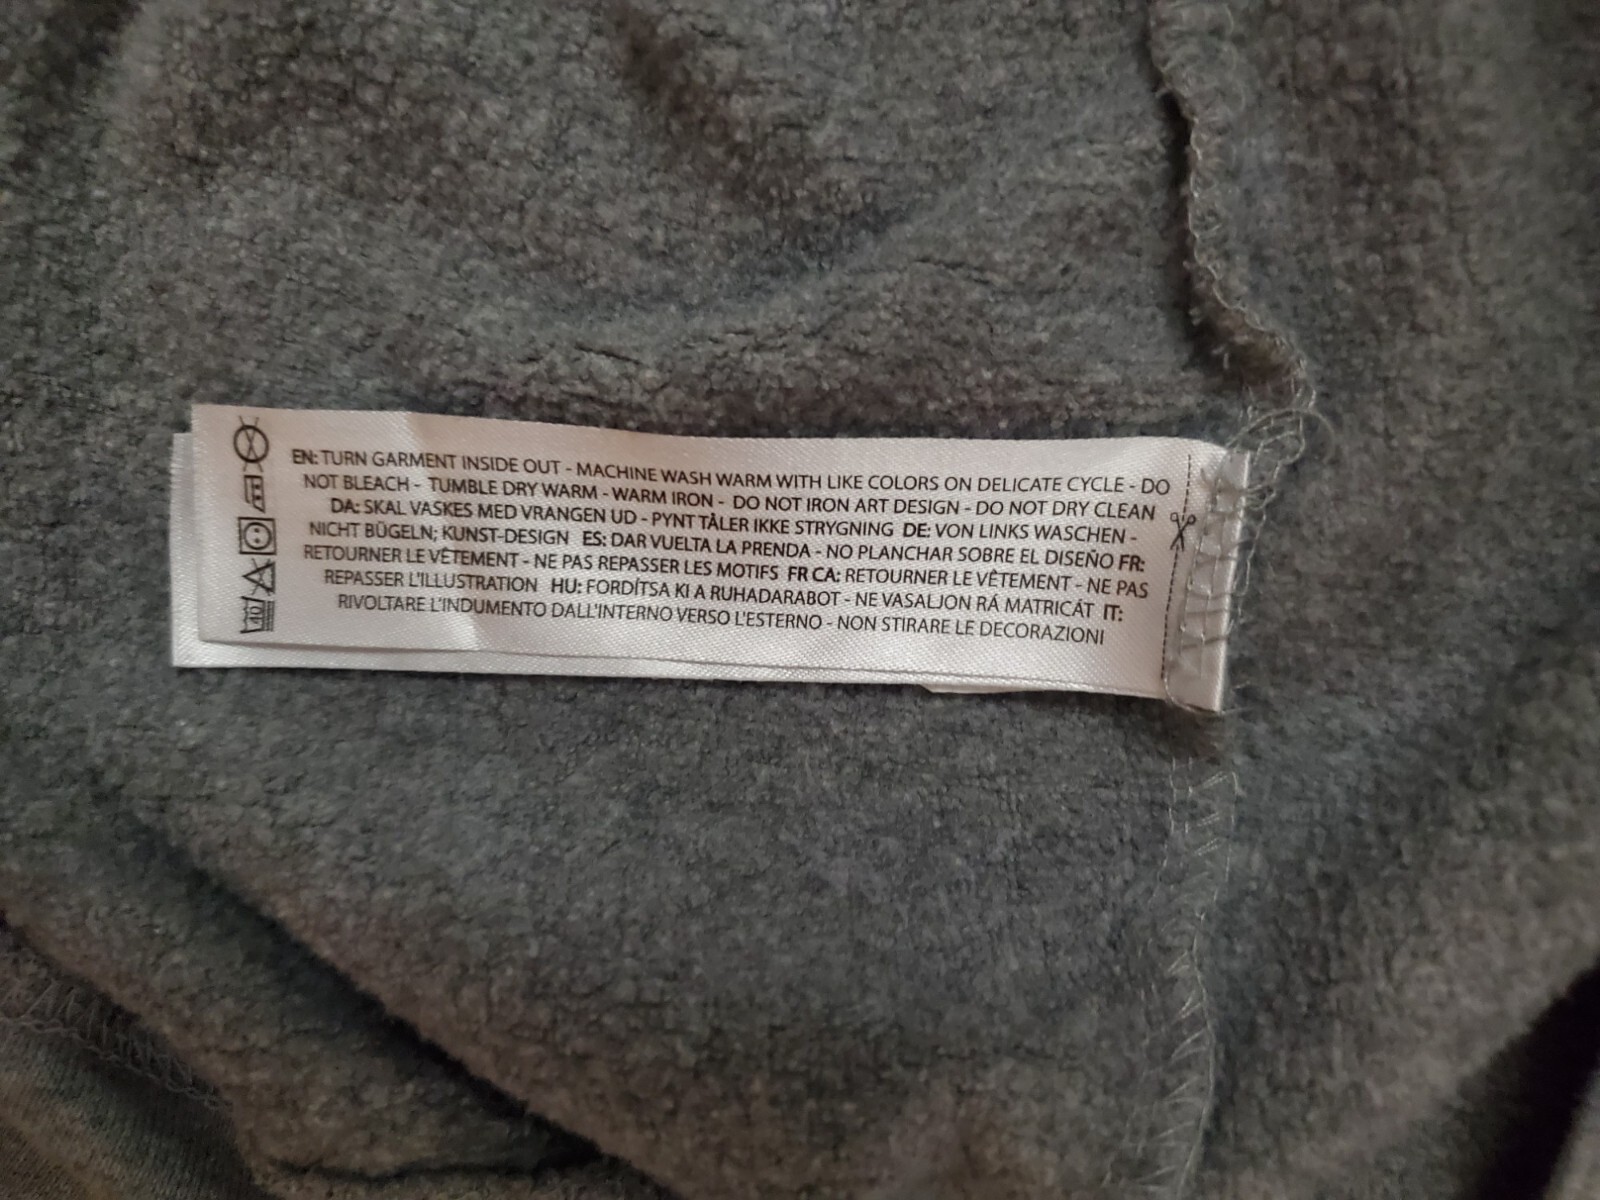 EN: TURN GARMENT INSIDE OUT - MACHINE WASH WARM WITH LIKE COLORS ON DELICATE CYCLE - DO
NOT BLEACH - TUMBLE DRY WARM - WARM IRON - DO NOT IRON ART DESIGN - DO NOT DRY CLEAN
DA: SKAL VASKES MED VRANGEN UD - PYNT TÅLER IKKE STRYGNING DE: VON LINKS WASCHEN -
NICHT BÜGELN; KUNST-DESIGN ES: DAR VUELTA LA PRENDA - NO PLANCHAR SOBRE EL DISEÑO FR:
RETOURNER LE VÊTEMENT - NE PAS REPASSER LES MOTIFS FR CA: RETOURNER LE VÊTEMENT - NE PAS
REPASSER L'ILLUSTRATION HU: FORDÍTSA KI A RUHADARABOT - NE VASALJON RÁ MATRICÁT IT:
RIVOLTARE L'INDUMENTO DALL'INTERNO VERSO L'ESTERNO - NON STIRARE LE DECORAZIONI
40